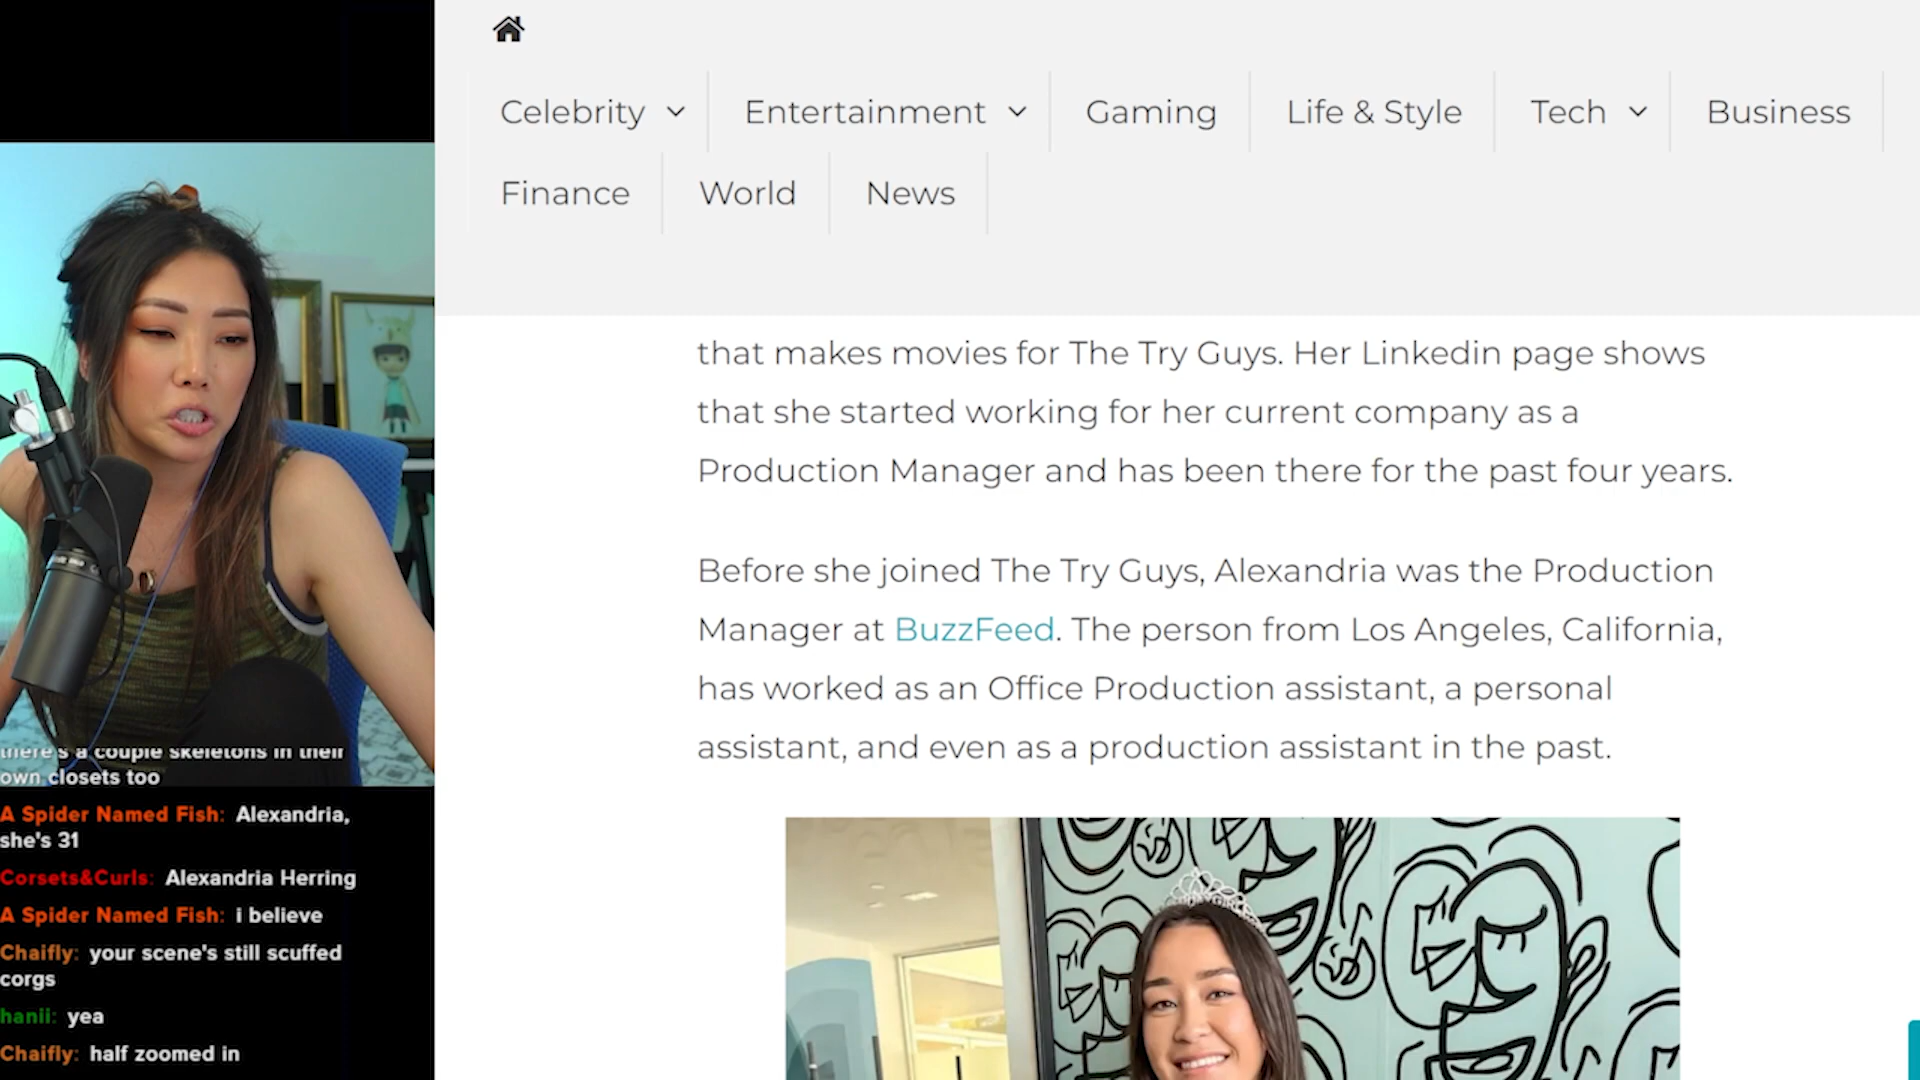 Celebrity
Entertainment
Gaming
Life & Style
Tech
Business
Finance
World
News
that makes movies for The Try Guys. Her Linkedin page shows
that she started working for her current company as a
Production Manager and has been there for the past four years.
Before she joined The Try Guys, Alexandria was the Production
Manager at BuzzFeed. The person from Los Angeles, California,
has worked as an Office Production assistant, a personal
assistant, and even as a production assistant in the past.
there's a couple skeletons in their
own closets too
A Spider Named Fish: Alexandria,
she's 31
Corsets&Curls: Alexandria Herring
A Spider Named Fish: i believe
Chaifly: your scene's still scuffed
corgs
hanii: yea
Chaifly: half zoomed in